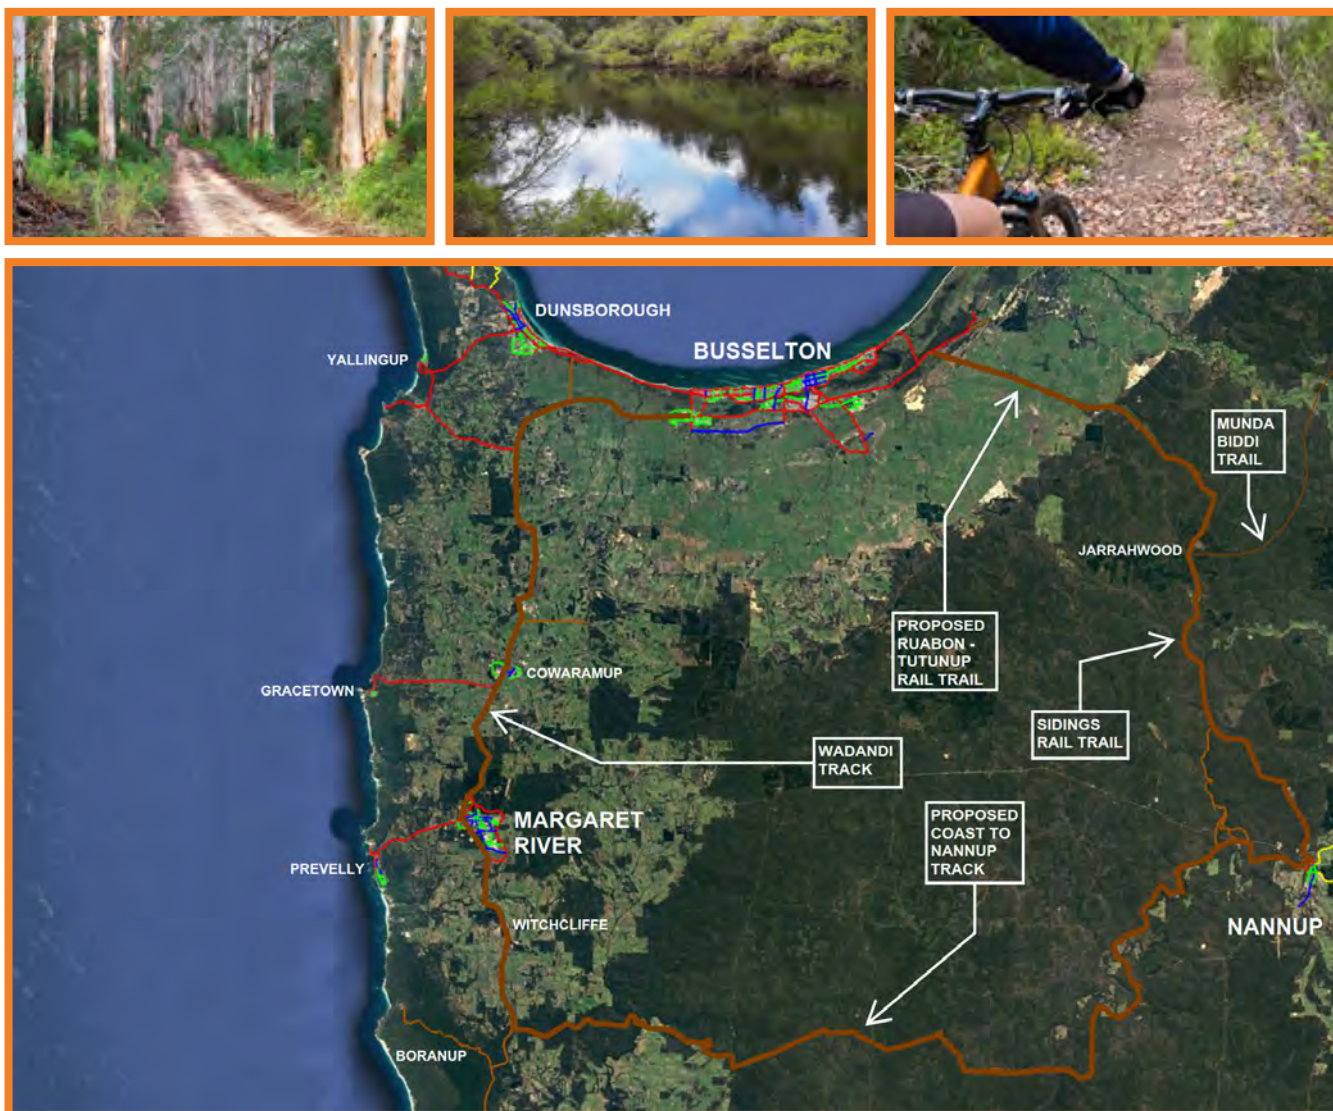 DUNSBOROUGH
YALLINGUP
BUSSELTON
MUNDA
BIDDI
TRAIL
JARRAHWOOD
PROPOSED
RUABON -
TUTUNUP
RAIL TRAIL
COWARAMUP
GRACETOWN
SIDINGS
RAIL TRAIL
WADANDI
TRACK
MARGARET
RIVER
PROPOSED
COAST TO
NANNUP
TRACK
PREVELLY
WITCHCLIFFE
NANNUP
BORANUP